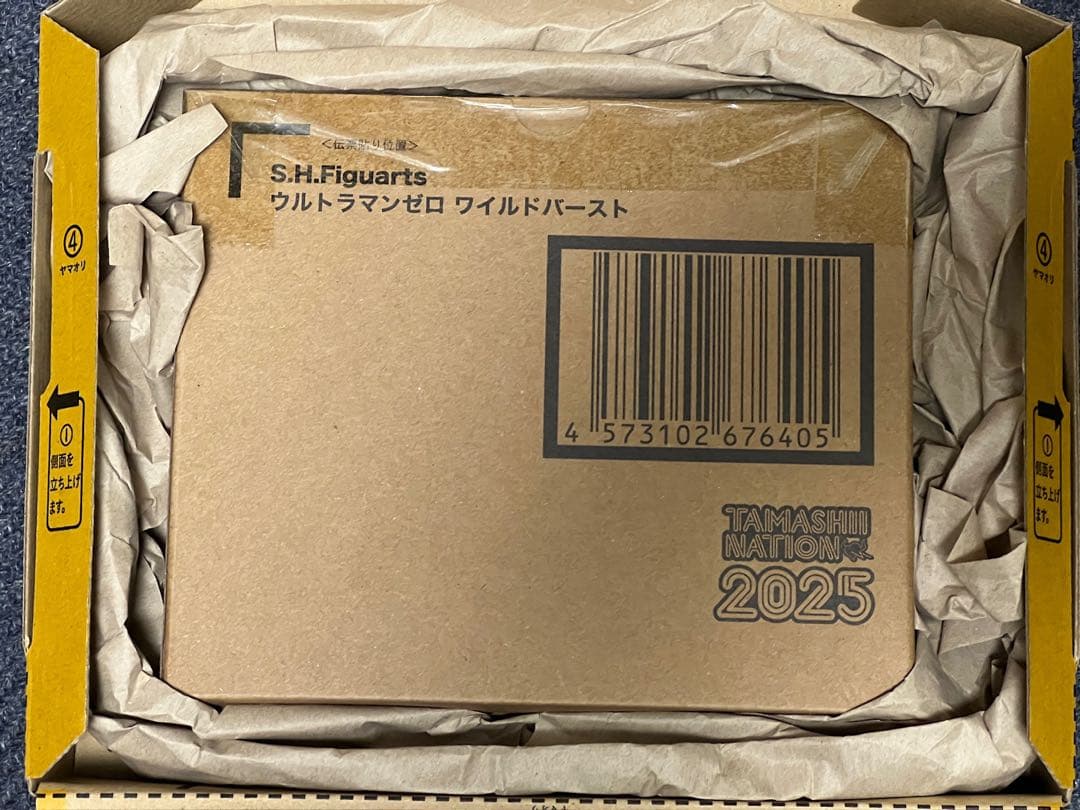 <伝票貼り位置>
S.H.Figuarts
ウルトラマンゼロ ワイルドバースト
4 573102 676405
TAMASHII
NATION
2025
④
ヤマオリ
①
側面を
立ち上げ
ます。
④
ヤマオリ
①
側面を
立ち上げ
ます。